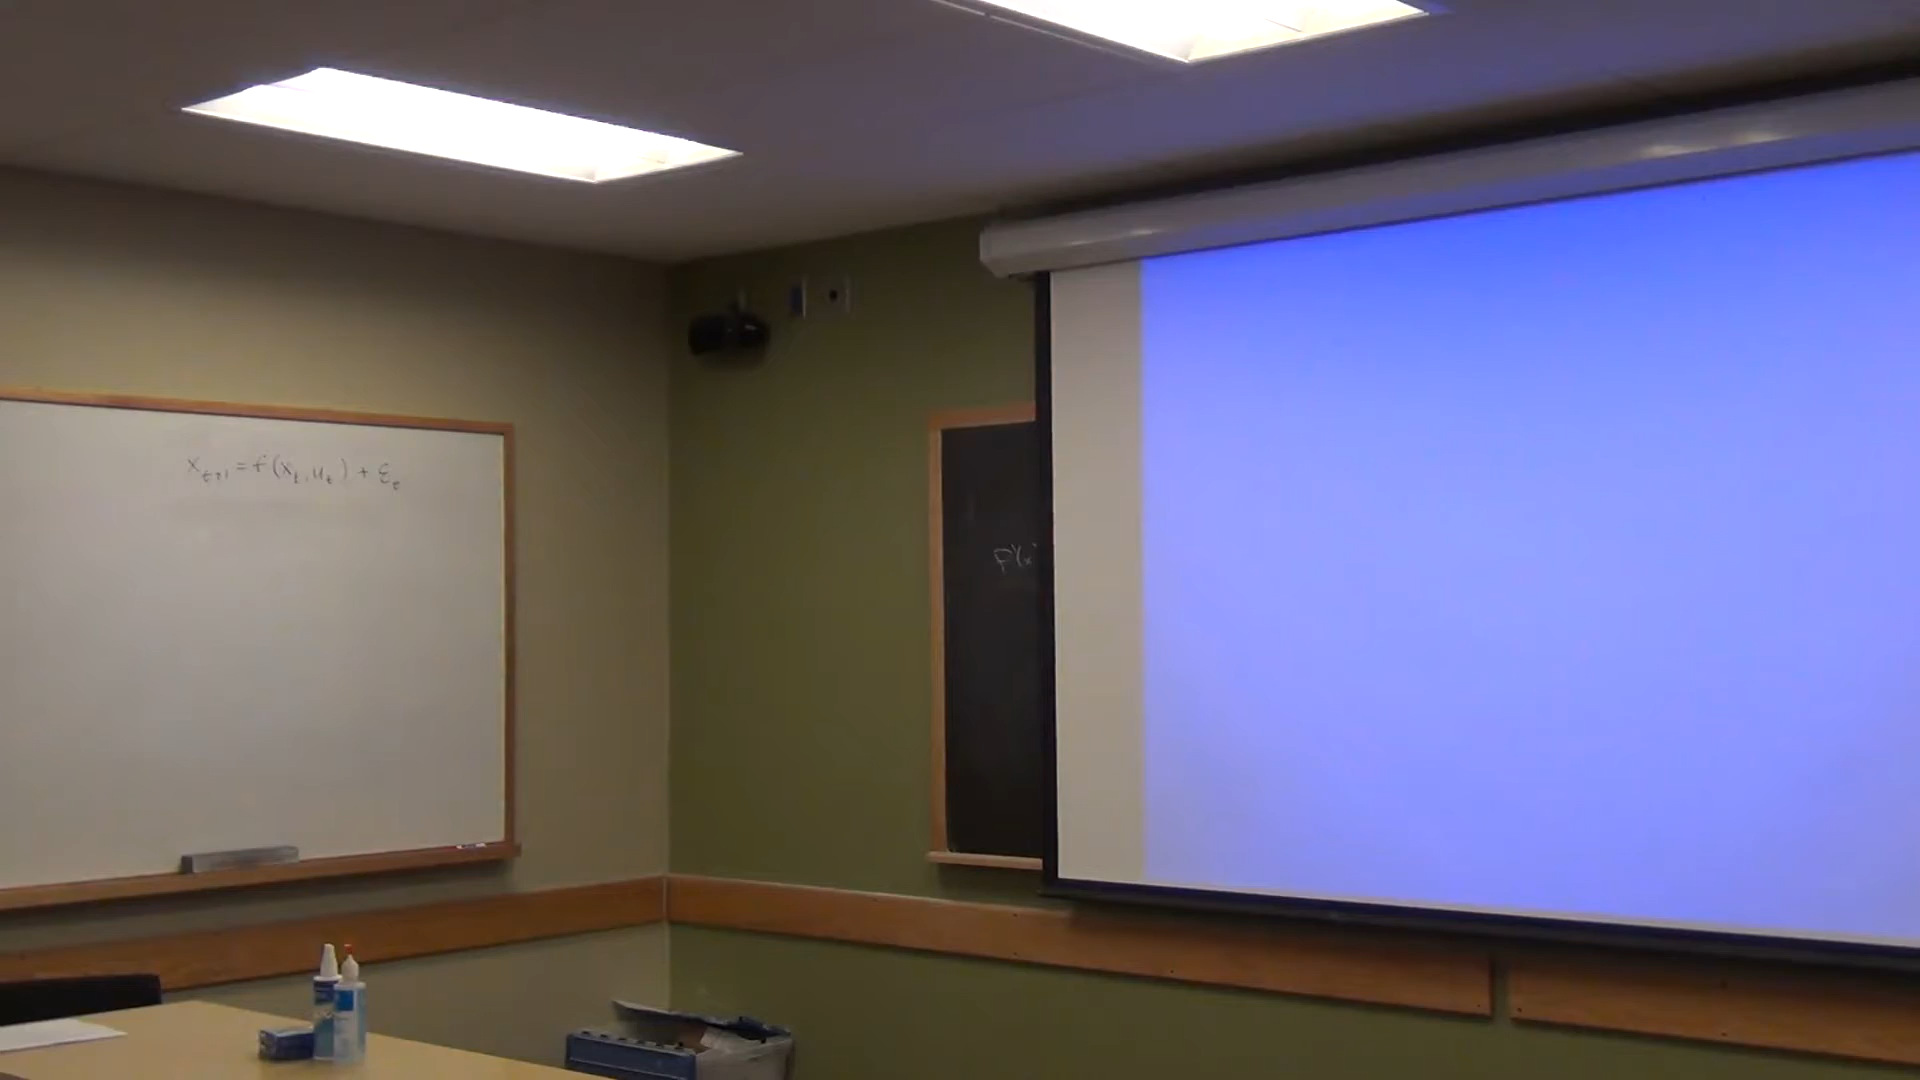 x_{t+1} = f(x_t, u_t) + ε_t
F'(x